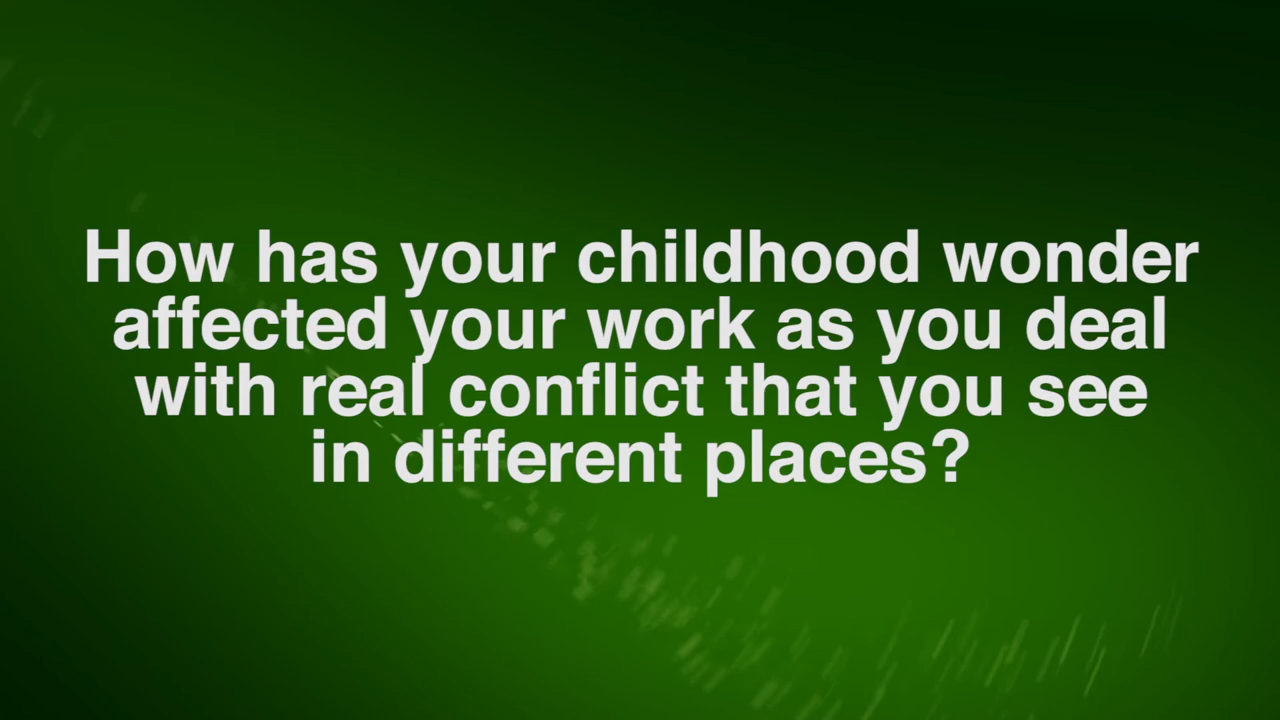 How has your childhood wonder
affected your work as you deal
with real conflict that you see
in different places?